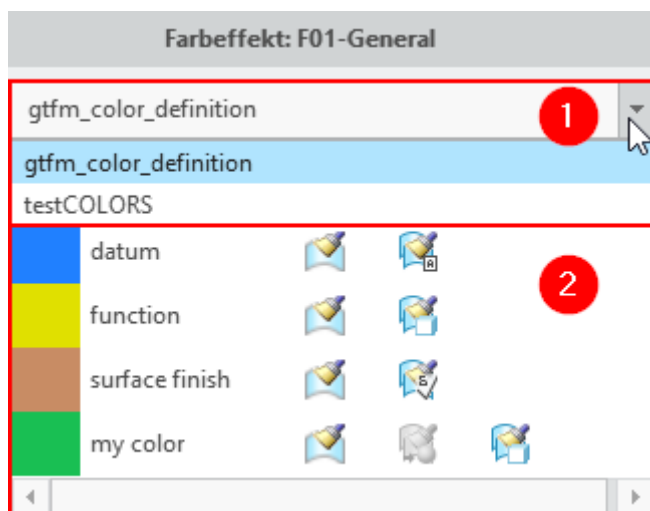 Farbeffekt: F01-General
gtfm_color_definition
1
gtfm_color_definition
testCOLORS
datum
A
2
function
surface finish
my color